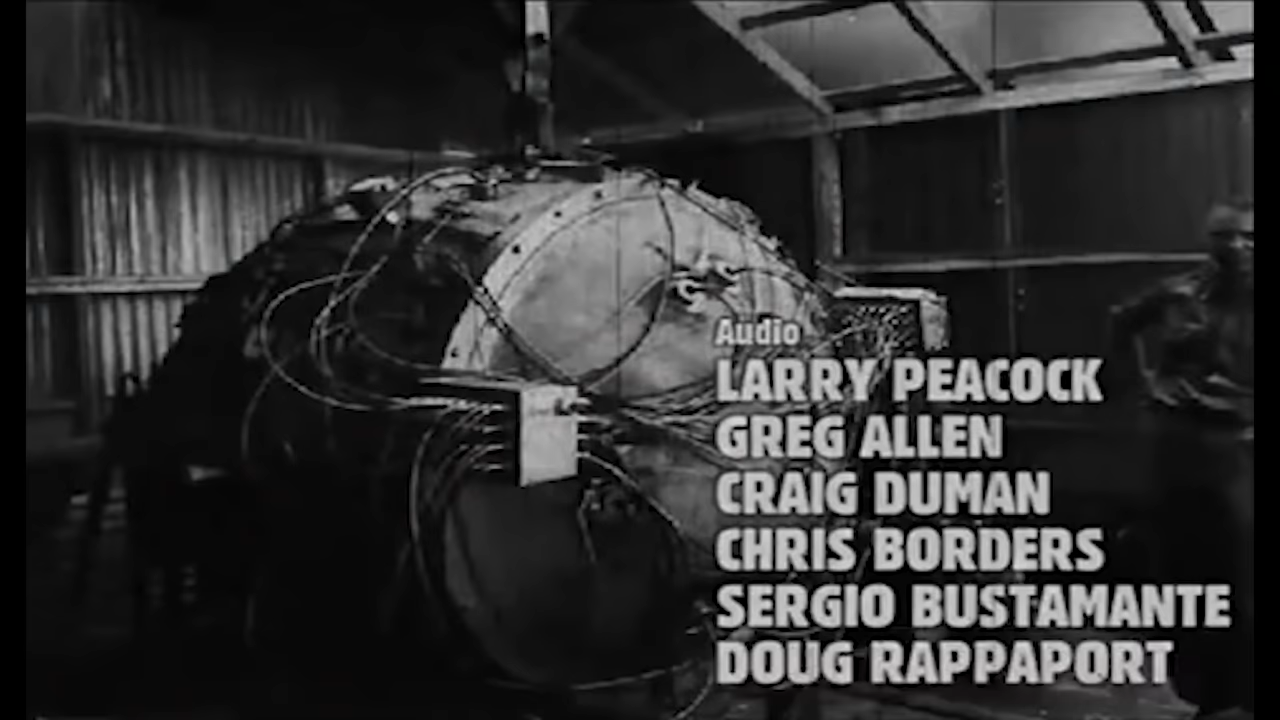 Audio
LARRY PEACOCK
GREG ALLEN
CRAIG DUMAN
CHRIS BORDERS
SERGIO BUSTAMANTE
DOUG RAPPAPORT